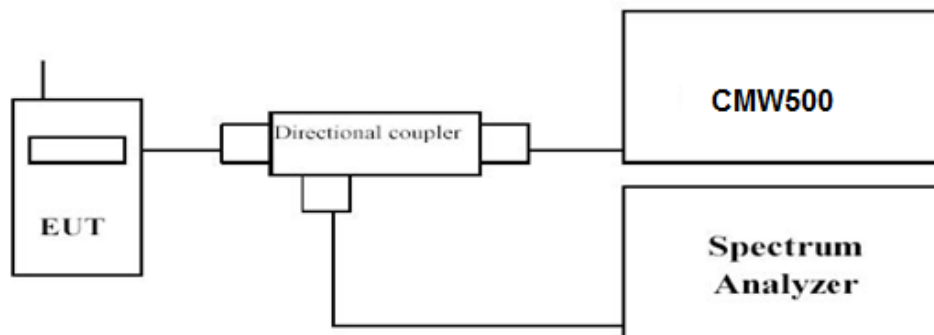 CMW500
Directional coupler
EUT
Spectrum
Analyzer